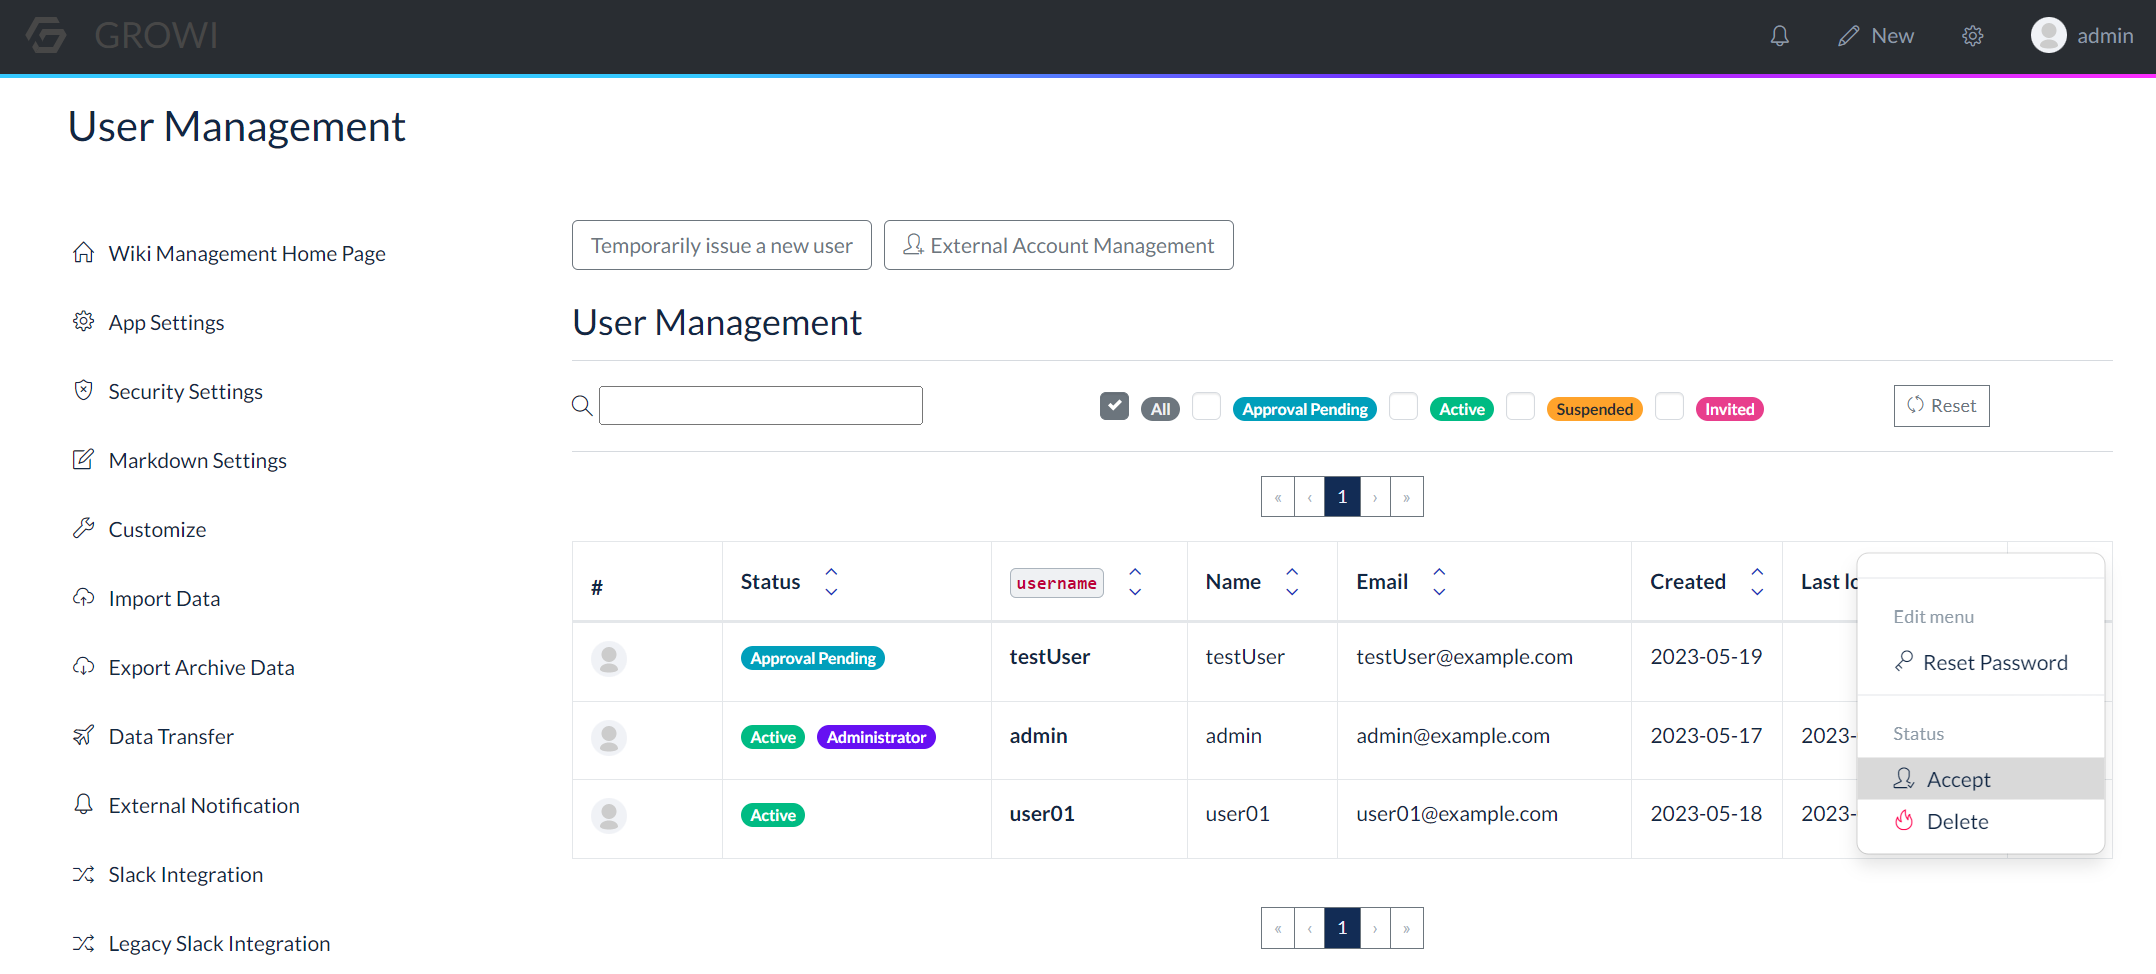 GROWI
New
admin
User Management
Wiki Management Home Page
App Settings
Security Settings
Markdown Settings
Customize
Import Data
Export Archive Data
Data Transfer
External Notification
Slack Integration
Legacy Slack Integration
Temporarily issue a new user
External Account Management
User Management
All Approval Pending Active Suspended Invited
Reset
« ‹ 1 › »
# Status username Name Email Created Last lo
Approval Pending testUser testUser testUser@example.com 2023-05-19
Active Administrator admin admin admin@example.com 2023-05-17 2023-
Active user01 user01 user01@example.com 2023-05-18 2023-
Edit menu
Reset Password
Status
Accept
Delete
« ‹ 1 › »